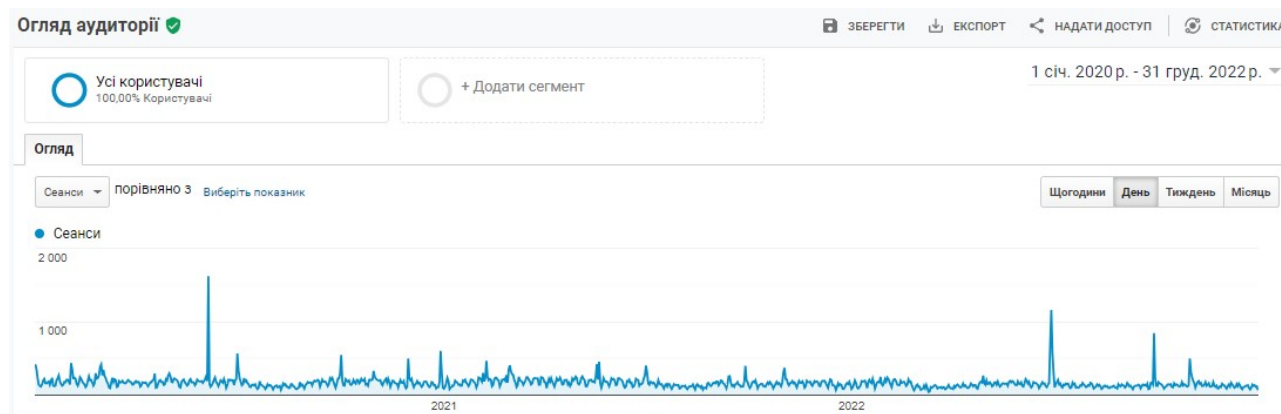 Огляд аудиторії
ЗБЕРЕГТИ ЕКСПОРТ НАДАТИ ДОСТУП СТАТИСТИКА
Усі користувачі
100,00% Користувачі
+ Додати сегмент
1 січ. 2020 р. - 31 груд. 2022 р.
Огляд
Сеанси порівняно з Виберіть показник
Щогодини День Тиждень Місяць
Сеанси
2 000
1 000
2021 2022